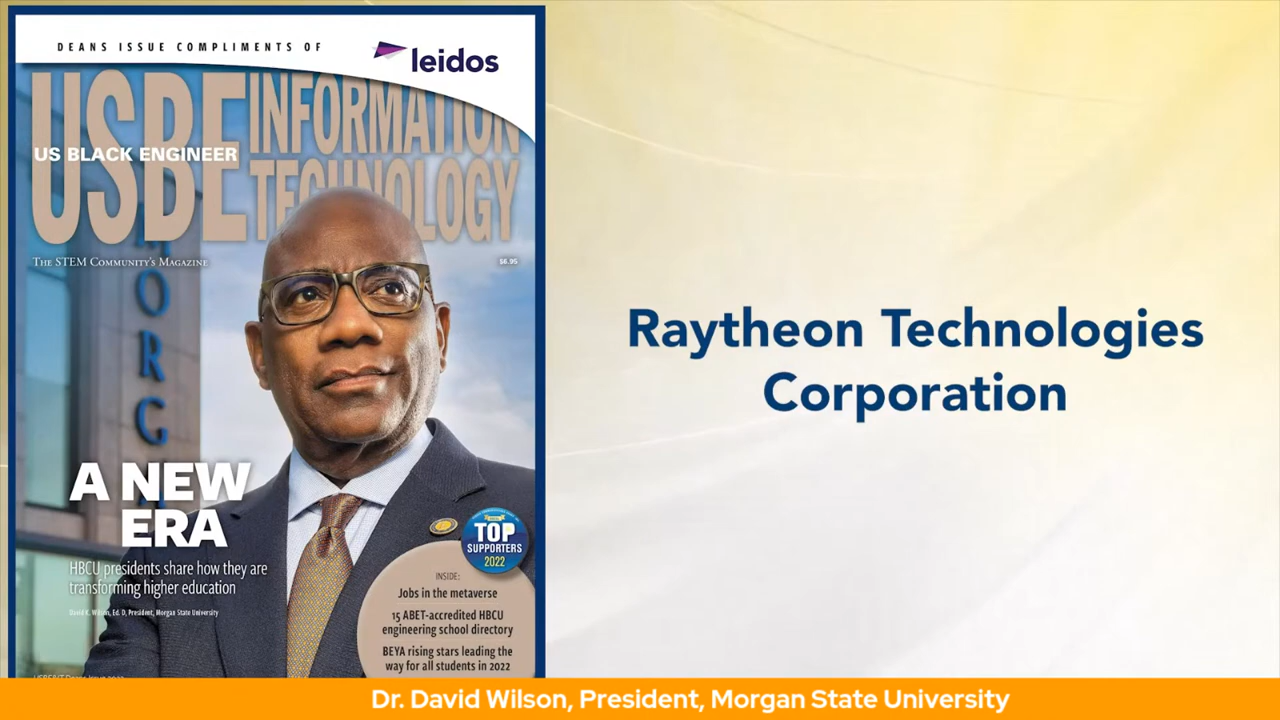 DEANS ISSUE COMPLIMENTS OF
leidos
USBE INFORMATION
TECHNOLOGY
US BLACK ENGINEER
THE STEM COMMUNITY'S MAGAZINE
$6.95
MORG
A NEW
ERA
HBCU presidents share how they are
transforming higher education
David K. Wilson, Ed. D, President, Morgan State University
TOP
SUPPORTERS
2022
INSIDE:
Jobs in the metaverse
15 ABET-accredited HBCU
engineering school directory
BEYA rising stars leading the
way for all students in 2022
Raytheon Technologies
Corporation
Dr. David Wilson, President, Morgan State University